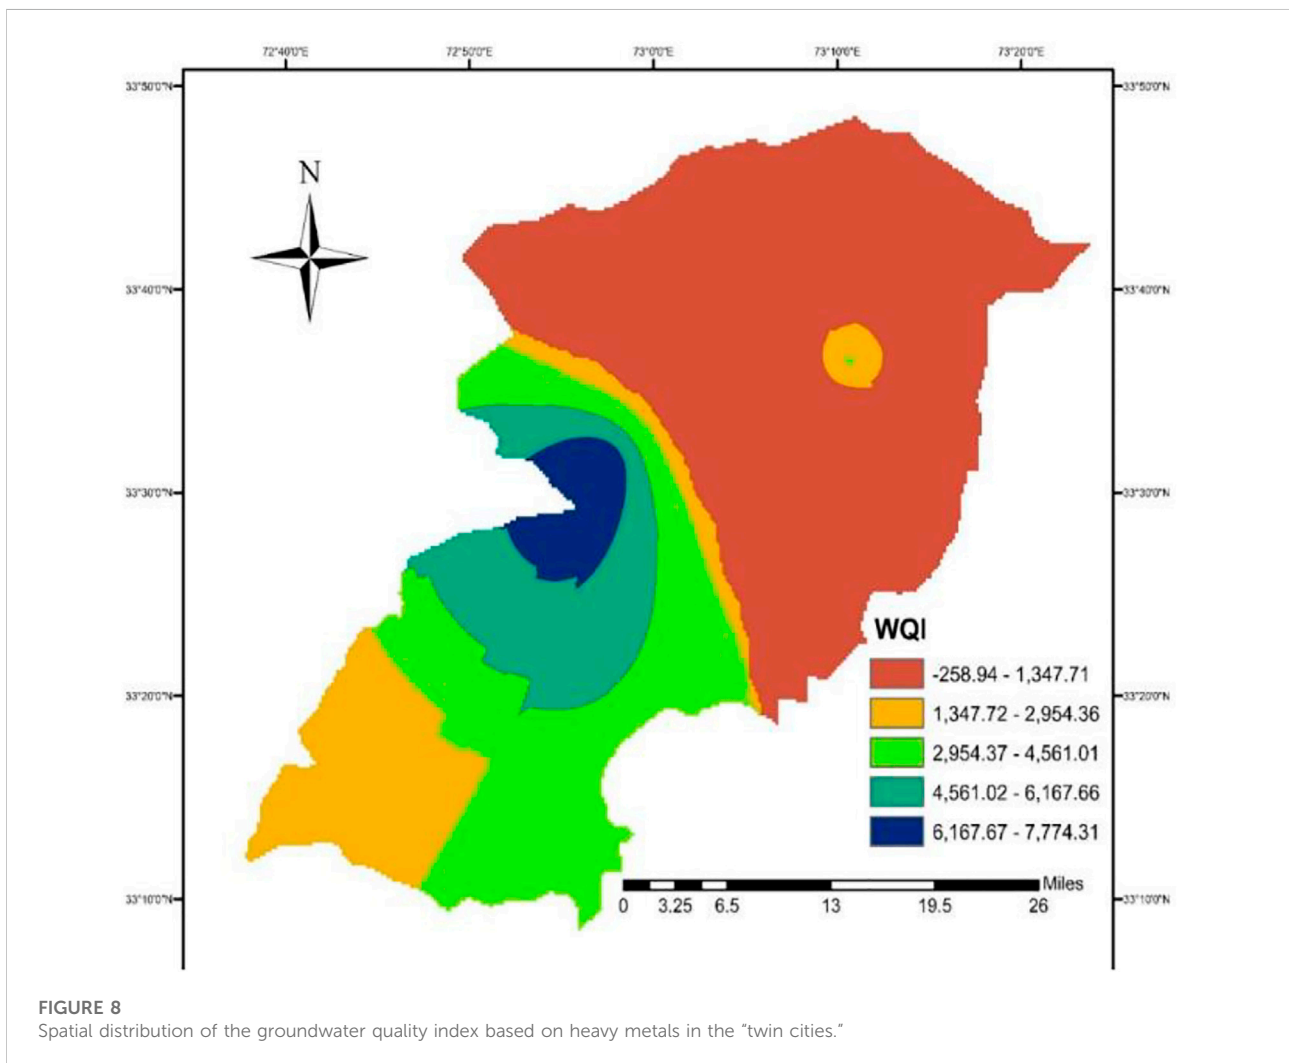 72°40'0"E 72°50'0"E 73°0'0"E 73°10'0"E 73°20'0"E
33°50'0"N 33°50'0"N
N
33°40'0"N 33°40'0"N
33°30'0"N 33°30'0"N
WQI
-258.94 - 1,347.71
33°20'0"N 33°20'0"N
1,347.72 - 2,954.36
2,954.37 - 4,561.01
4,561.02 - 6,167.66
6,167.67 - 7,774.31
Miles
33°10'0"N 33°10'0"N
0 3.25 6.5 13 19.5 26
FIGURE 8
Spatial distribution of the groundwater quality index based on heavy metals in the “twin cities.”